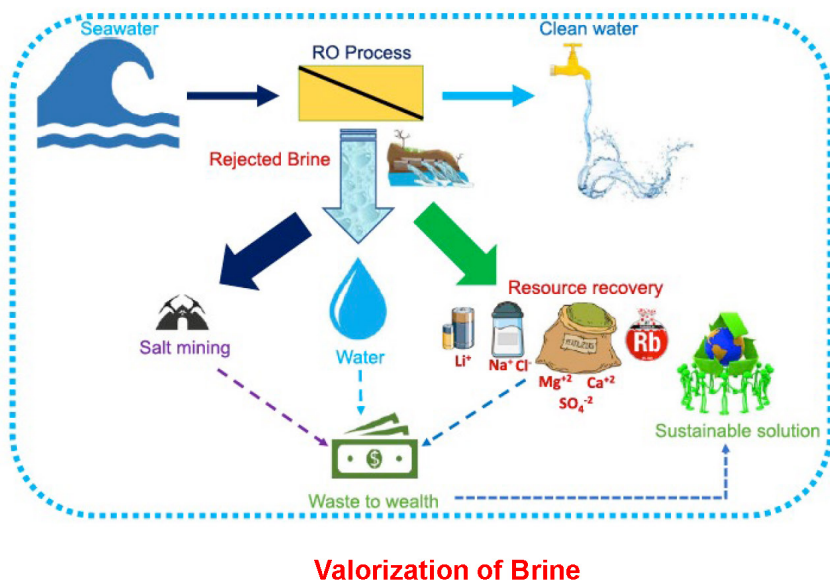 Seawater
RO Process
Clean water
Rejected Brine
Resource recovery
Salt mining
Water
Li⁺
Na⁺ Cl⁻
Mg⁺²
Ca⁺²
SO₄⁻²
Rb
Sustainable solution
Waste to wealth
Valorization of Brine